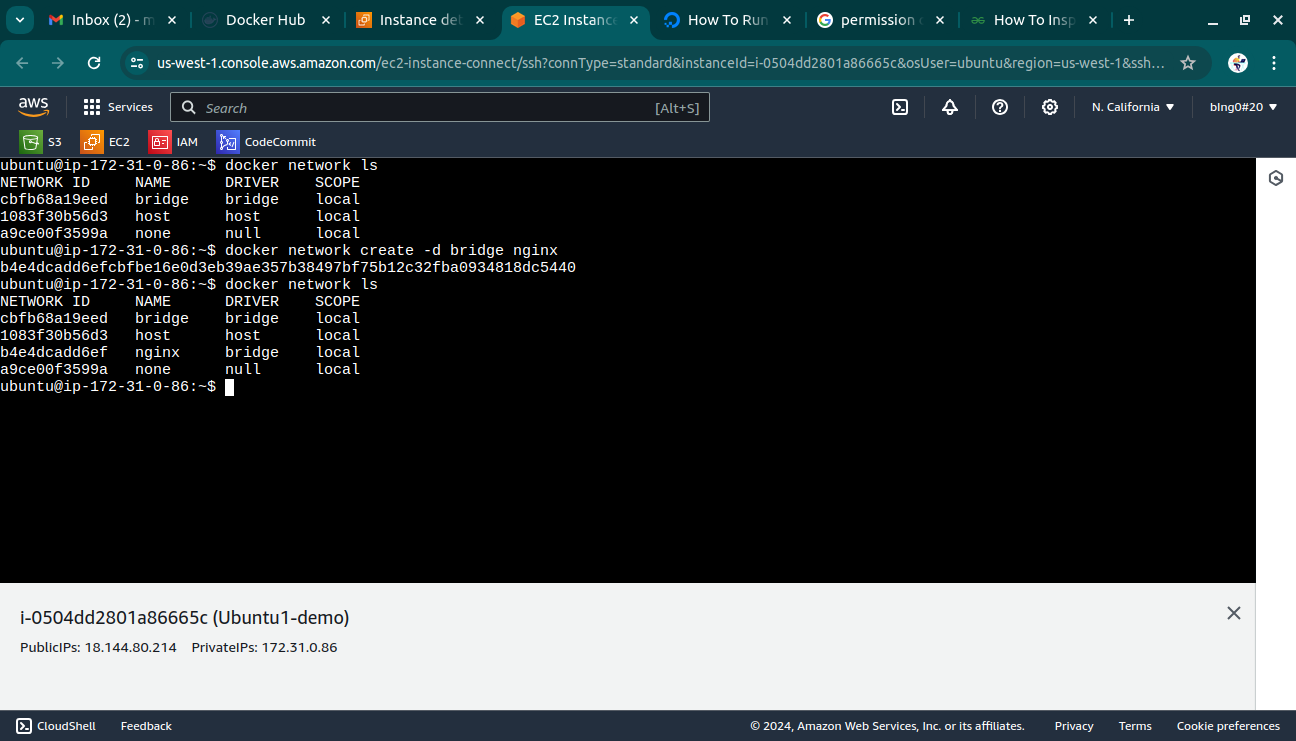 Inbox (2) - m
Docker Hub
Instance det
EC2 Instanc
How To Run
permission
How To Insp
us-west-1.console.aws.amazon.com/ec2-instance-connect/ssh?connType=standard&instanceId=i-0504dd2801a86665c&osUser=ubuntu&region=us-west-1&ssh...
aws
Services
Search
[Alt+S]
N. California
blng0#20
S3
EC2
IAM
CodeCommit
ubuntu@ip-172-31-0-86:~$ docker network ls
NETWORK ID     NAME      DRIVER    SCOPE
cbfb68a19eed   bridge    bridge    local
1083f30b56d3   host      host      local
a9ce00f3599a   none      null      local
ubuntu@ip-172-31-0-86:~$ docker network create -d bridge nginx
b4e4dcadd6efcbfbe16e0d3eb39ae357b38497bf75b12c32fba0934818dc5440
ubuntu@ip-172-31-0-86:~$ docker network ls
NETWORK ID     NAME      DRIVER    SCOPE
cbfb68a19eed   bridge    bridge    local
1083f30b56d3   host      host      local
b4e4dcadd6ef   nginx     bridge    local
a9ce00f3599a   none      null      local
ubuntu@ip-172-31-0-86:~$
i-0504dd2801a86665c (Ubuntu1-demo)
PublicIPs: 18.144.80.214 PrivateIPs: 172.31.0.86
CloudShell
Feedback
© 2024, Amazon Web Services, Inc. or its affiliates.
Privacy
Terms
Cookie preferences